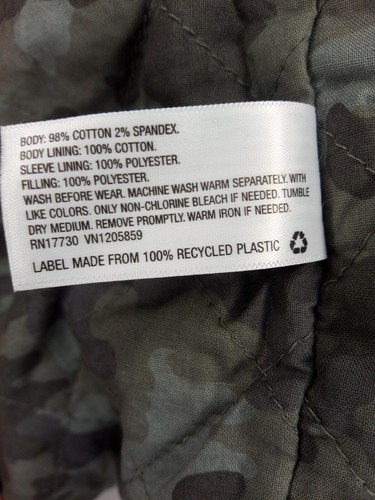 BODY: 98% COTTON 2% SPANDEX.
BODY LINING: 100% COTTON.
SLEEVE LINING: 100% POLYESTER.
FILLING: 100% POLYESTER.
WASH BEFORE WEAR. MACHINE WASH WARM SEPARATELY. WITH
LIKE COLORS. ONLY NON-CHLORINE BLEACH IF NEEDED. TUMBLE
DRY MEDIUM. REMOVE PROMPTLY. WARM IRON IF NEEDED.
RN17730 VN1205859
LABEL MADE FROM 100% RECYCLED PLASTIC